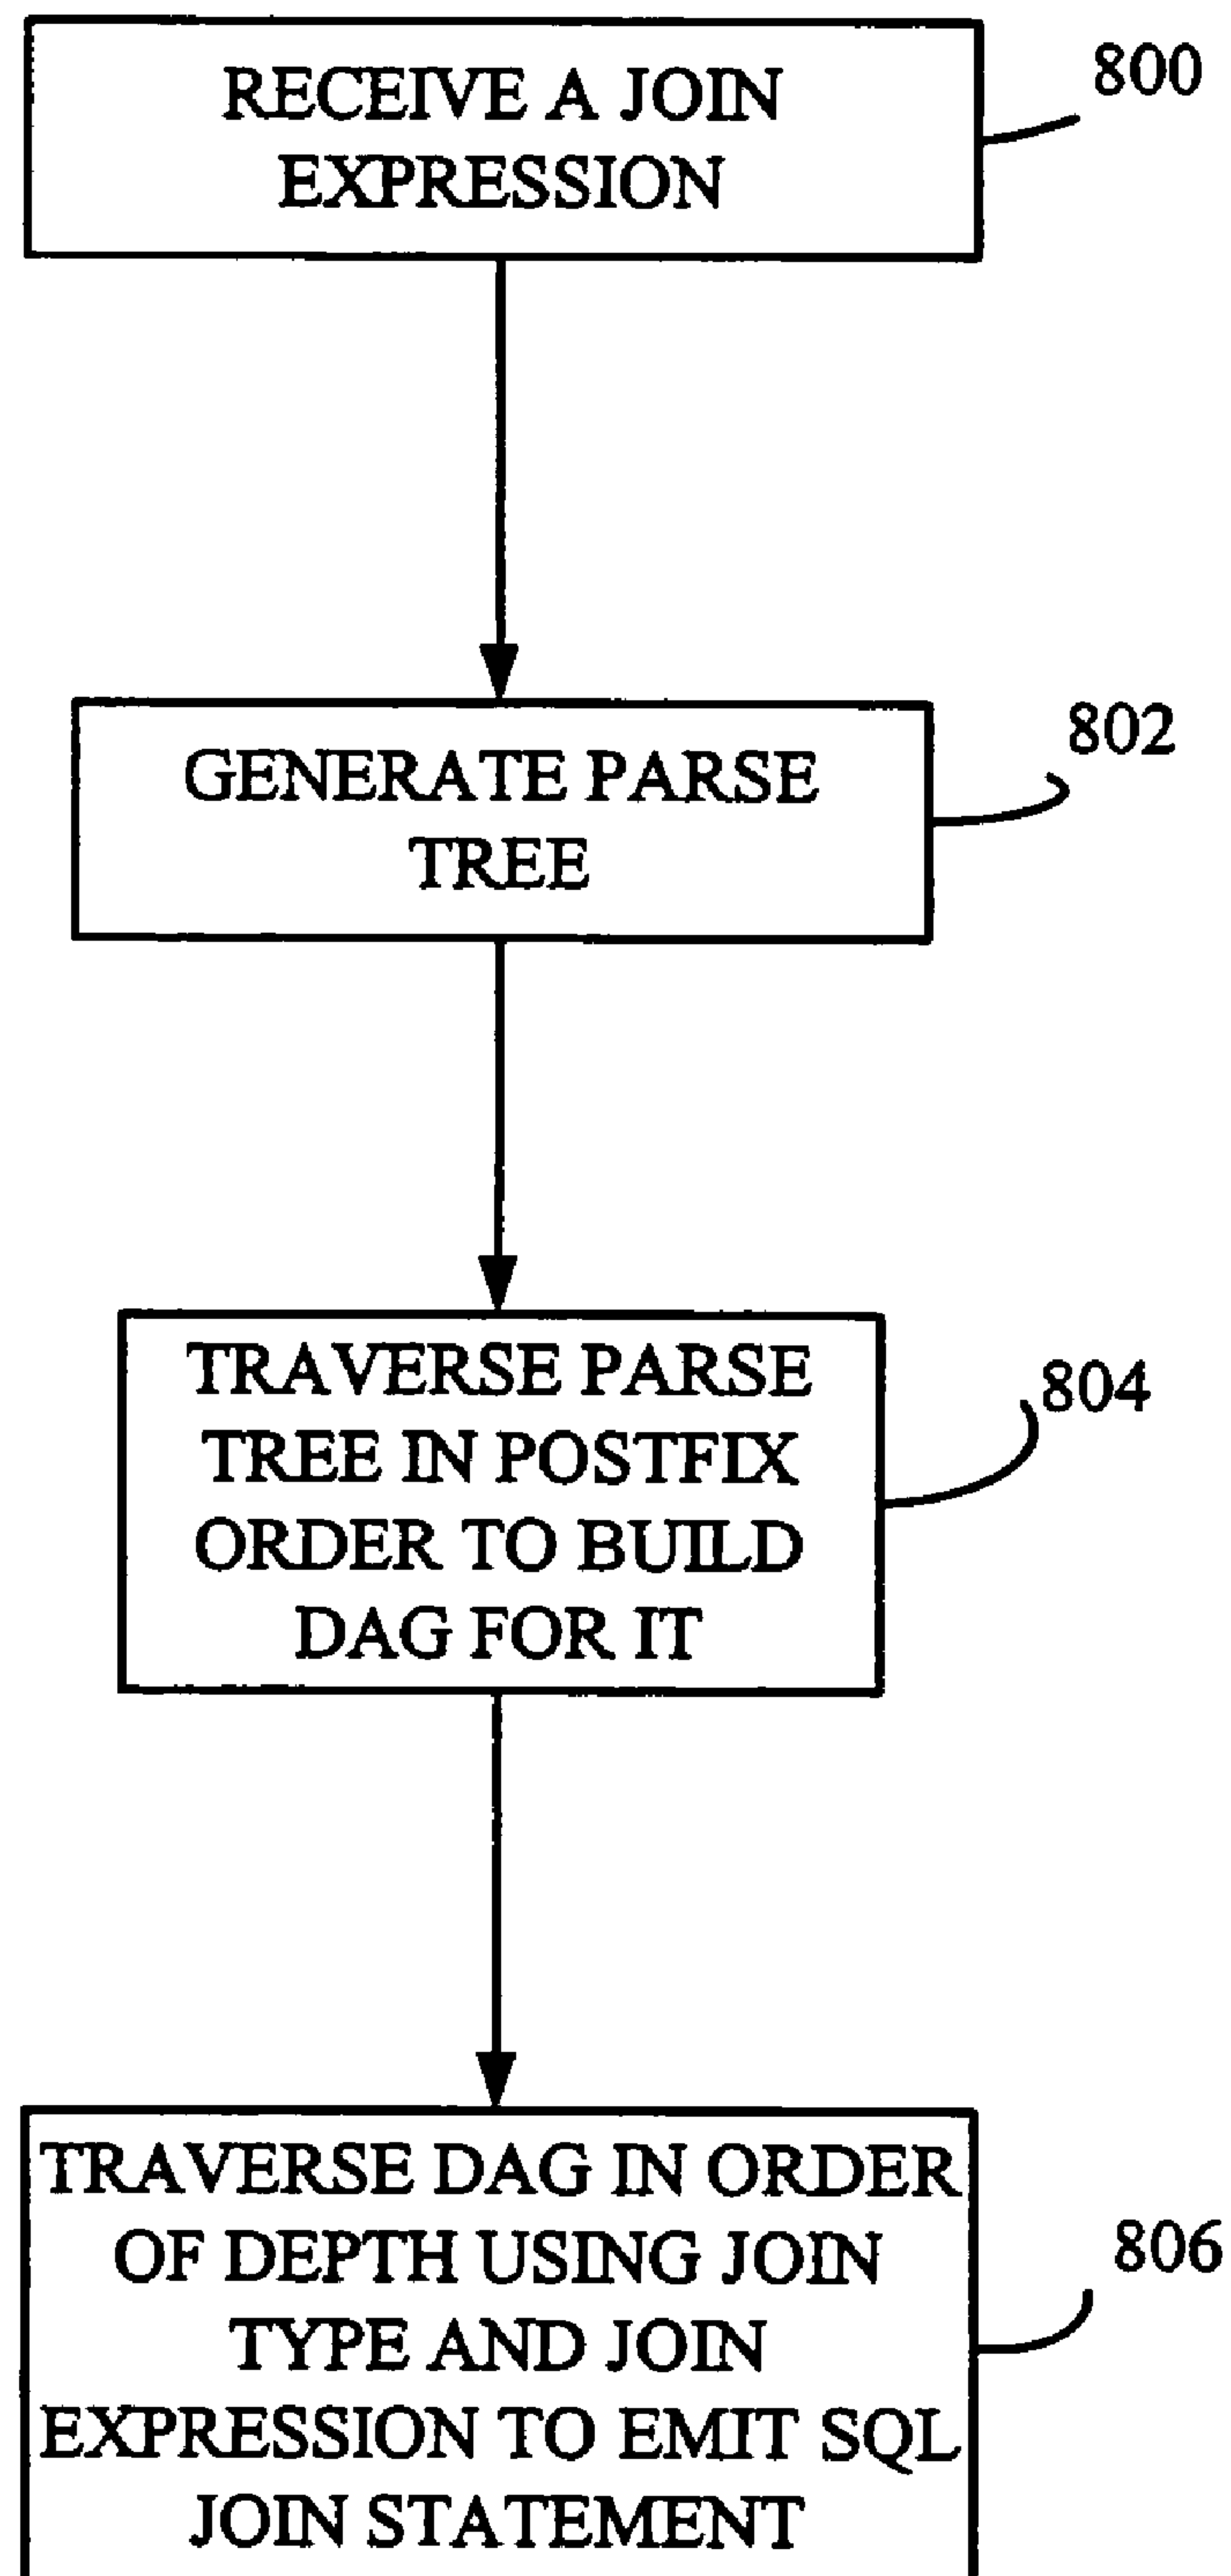 RECEIVE A JOIN
EXPRESSION
800
GENERATE PARSE
TREE
802
TRAVERSE PARSE
TREE IN POSTFIX
ORDER TO BUILD
DAG FOR IT
804
TRAVERSE DAG IN ORDER
OF DEPTH USING JOIN
TYPE AND JOIN
EXPRESSION TO EMIT SQL
JOIN STATEMENT
806